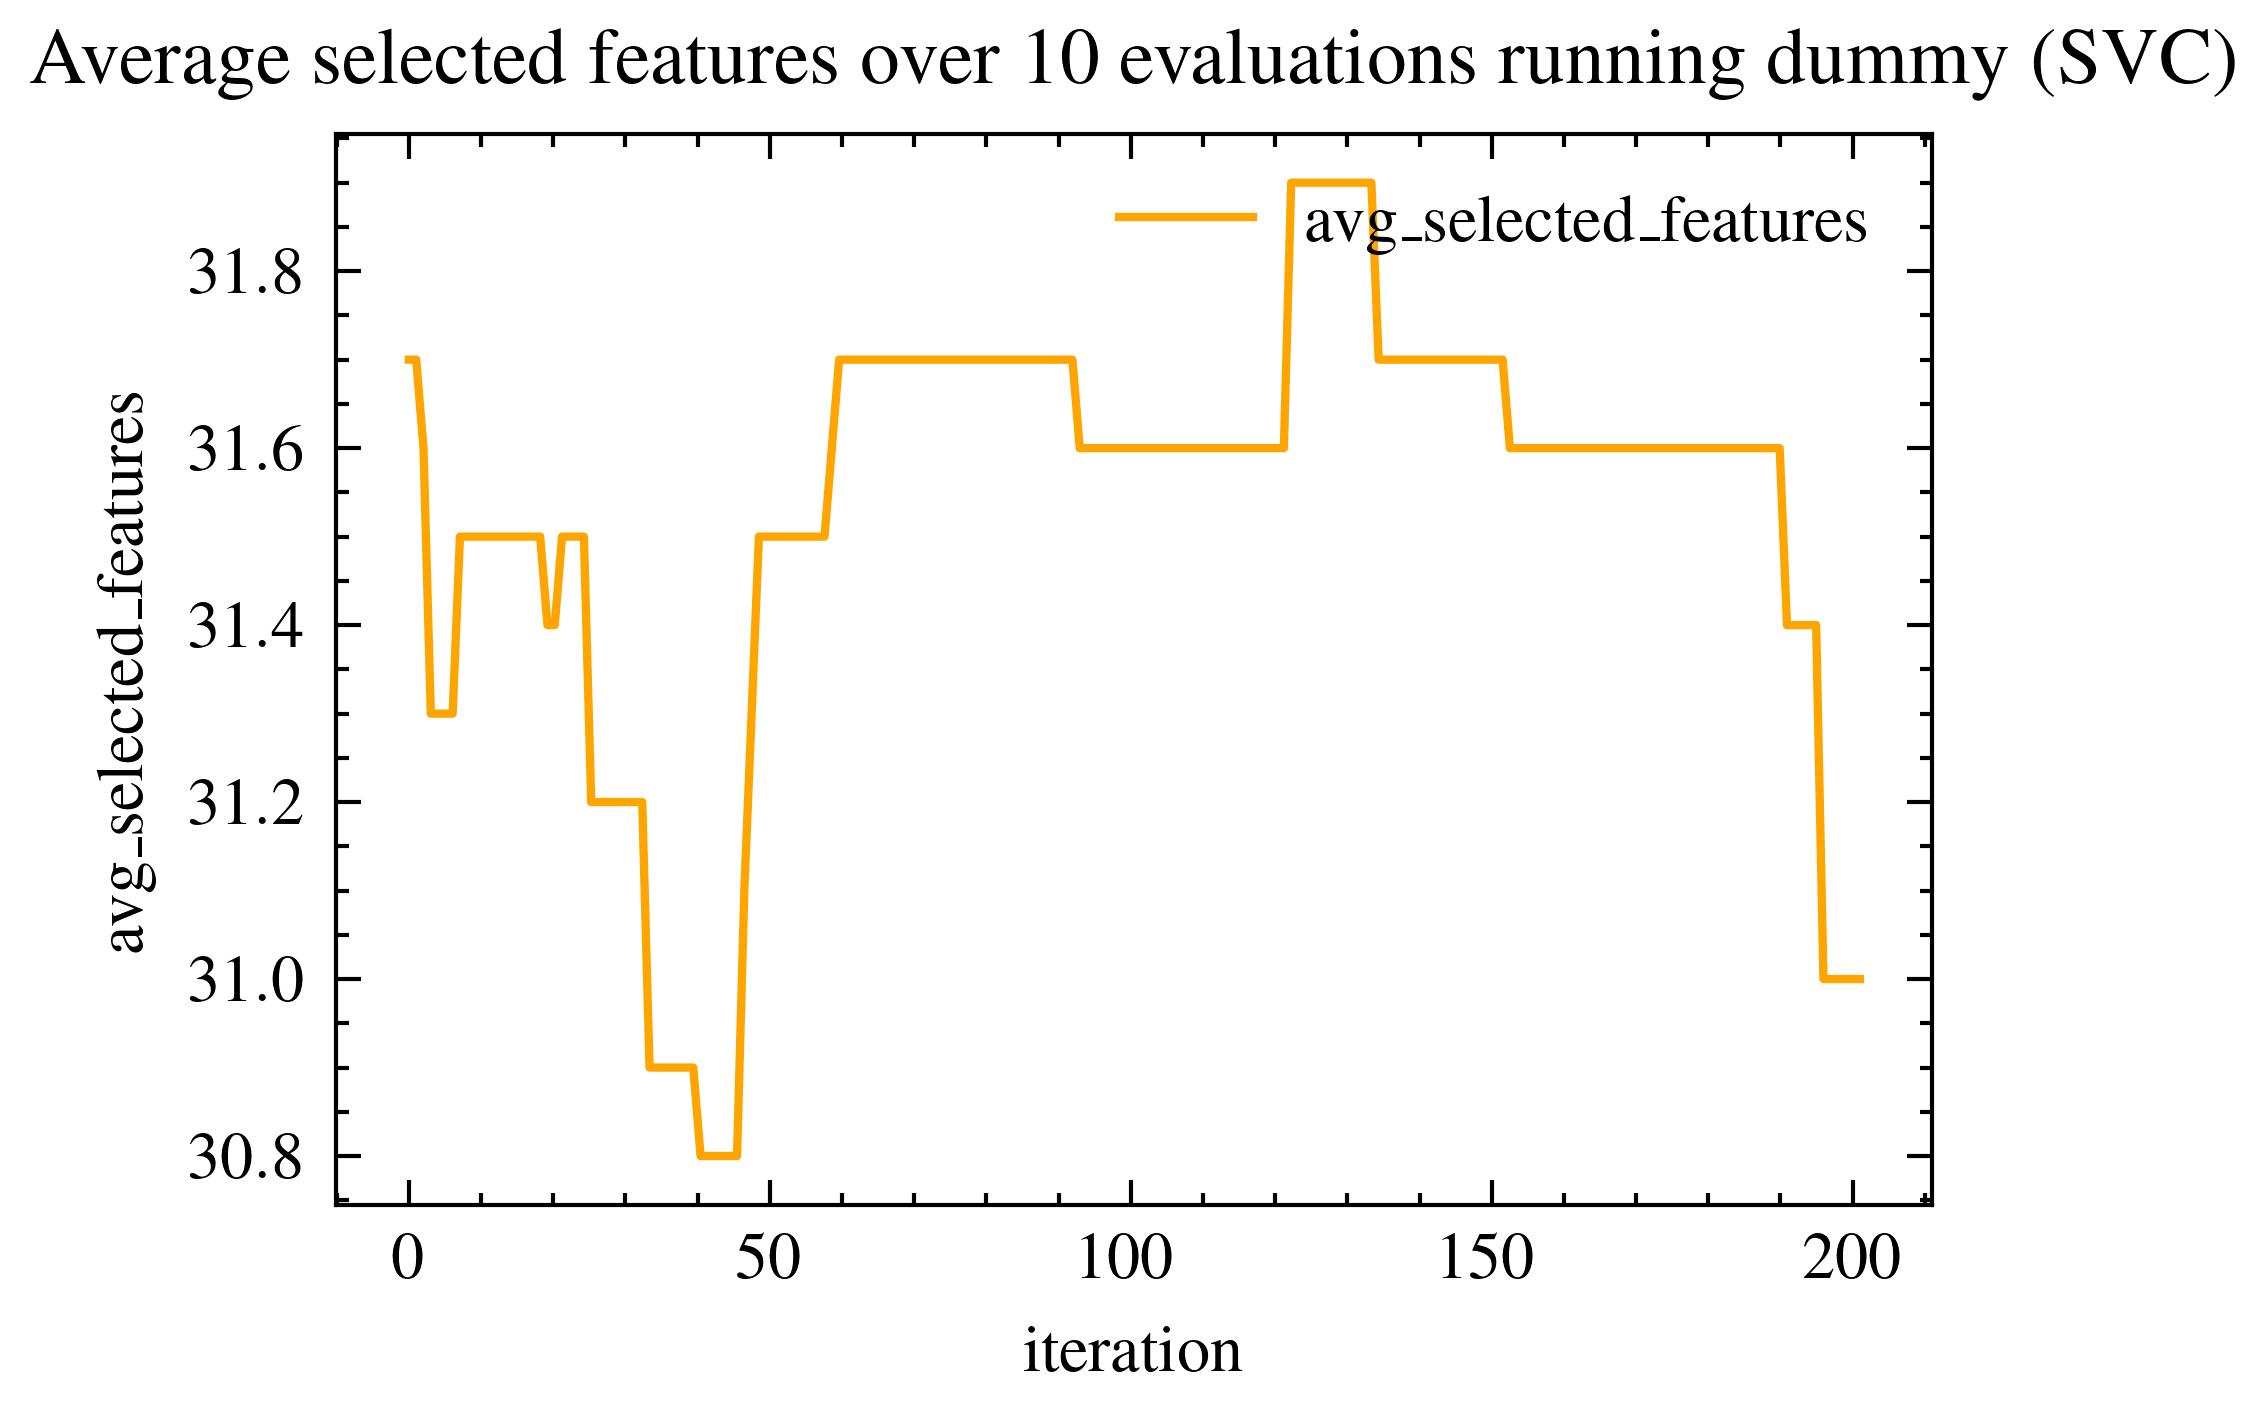 Average selected features over 10 evaluations running dummy (SVC)
avg_selected_features
31.8
31.6
31.4
31.2
31.0
30.8
avg_selected_features
0 50 100 150 200
iteration